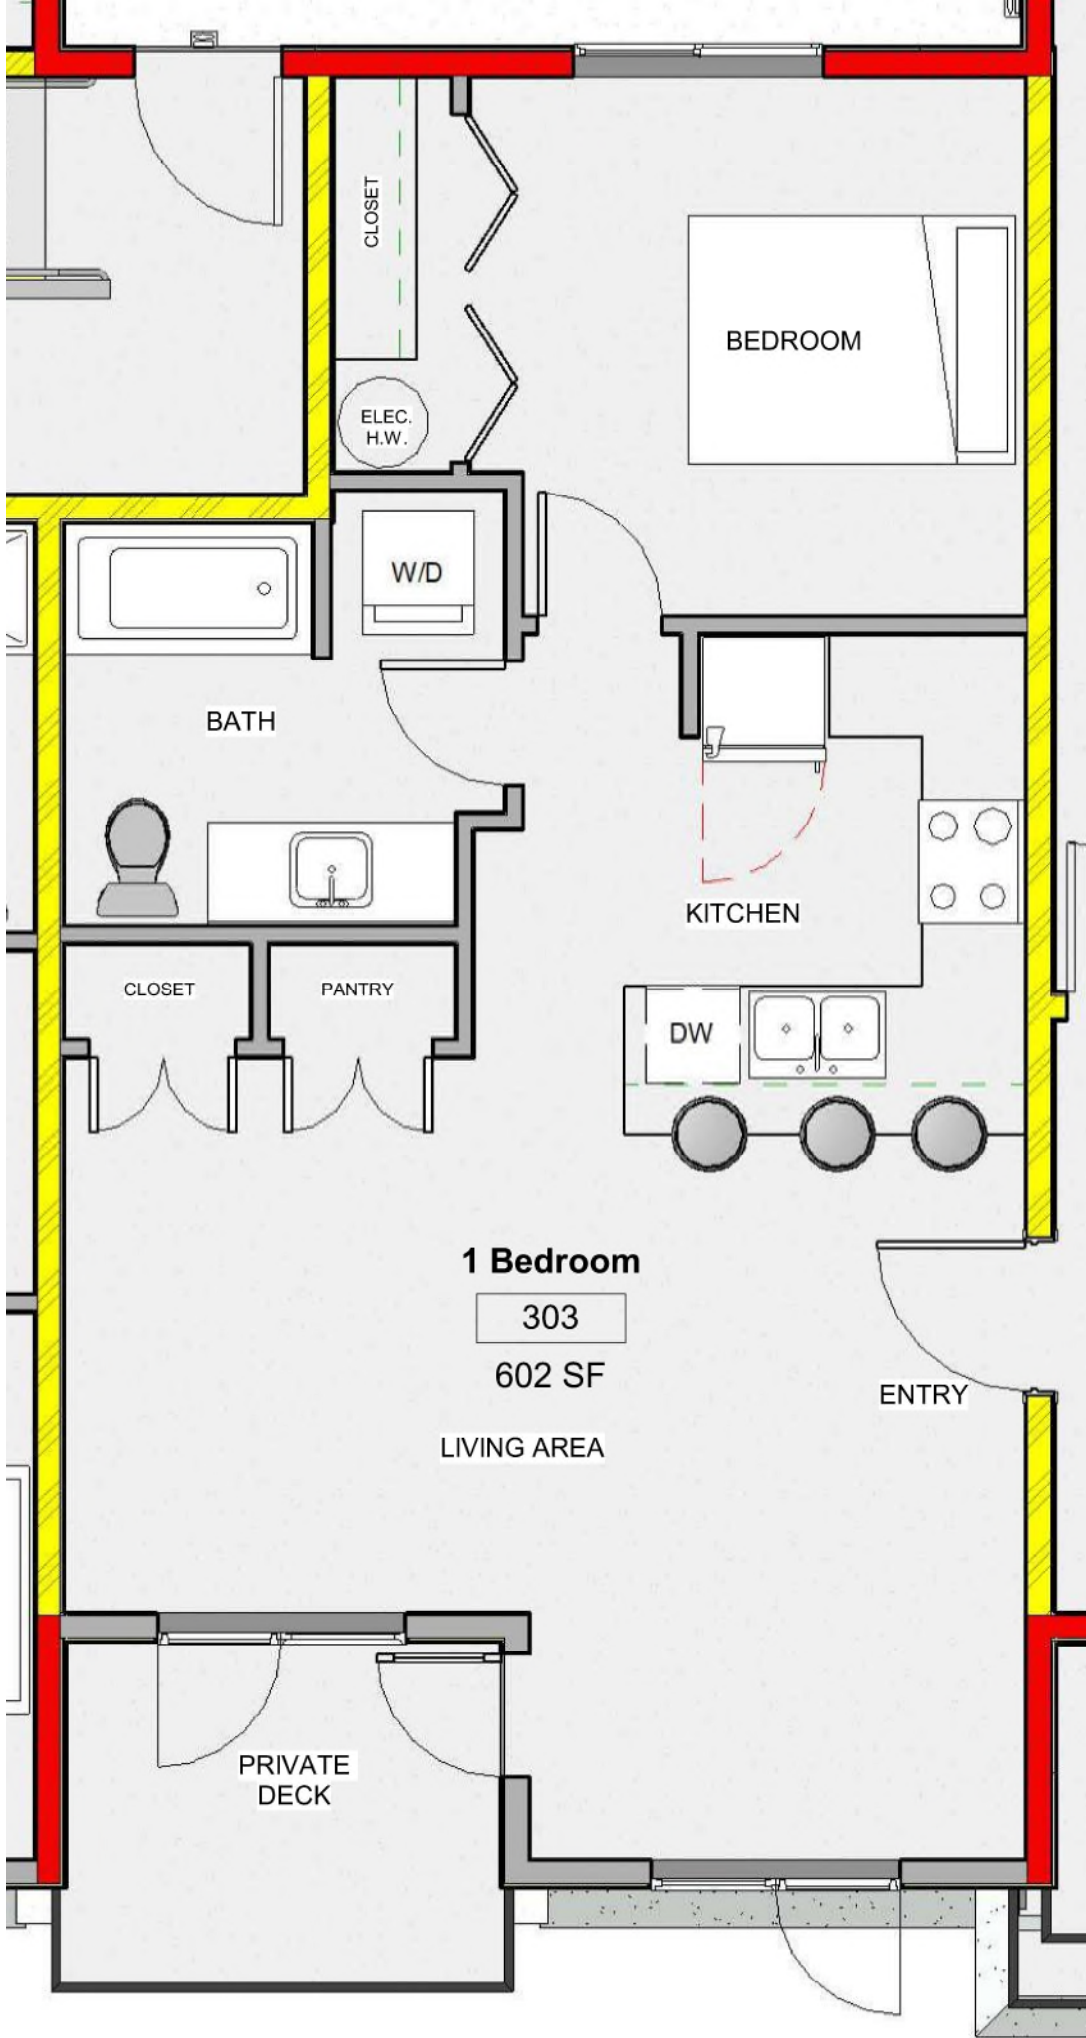 CLOSET
BEDROOM
ELEC.
H.W.
W/D
BATH
KITCHEN
CLOSET
PANTRY
DW
1 Bedroom
303
602 SF
ENTRY
LIVING AREA
PRIVATE
DECK